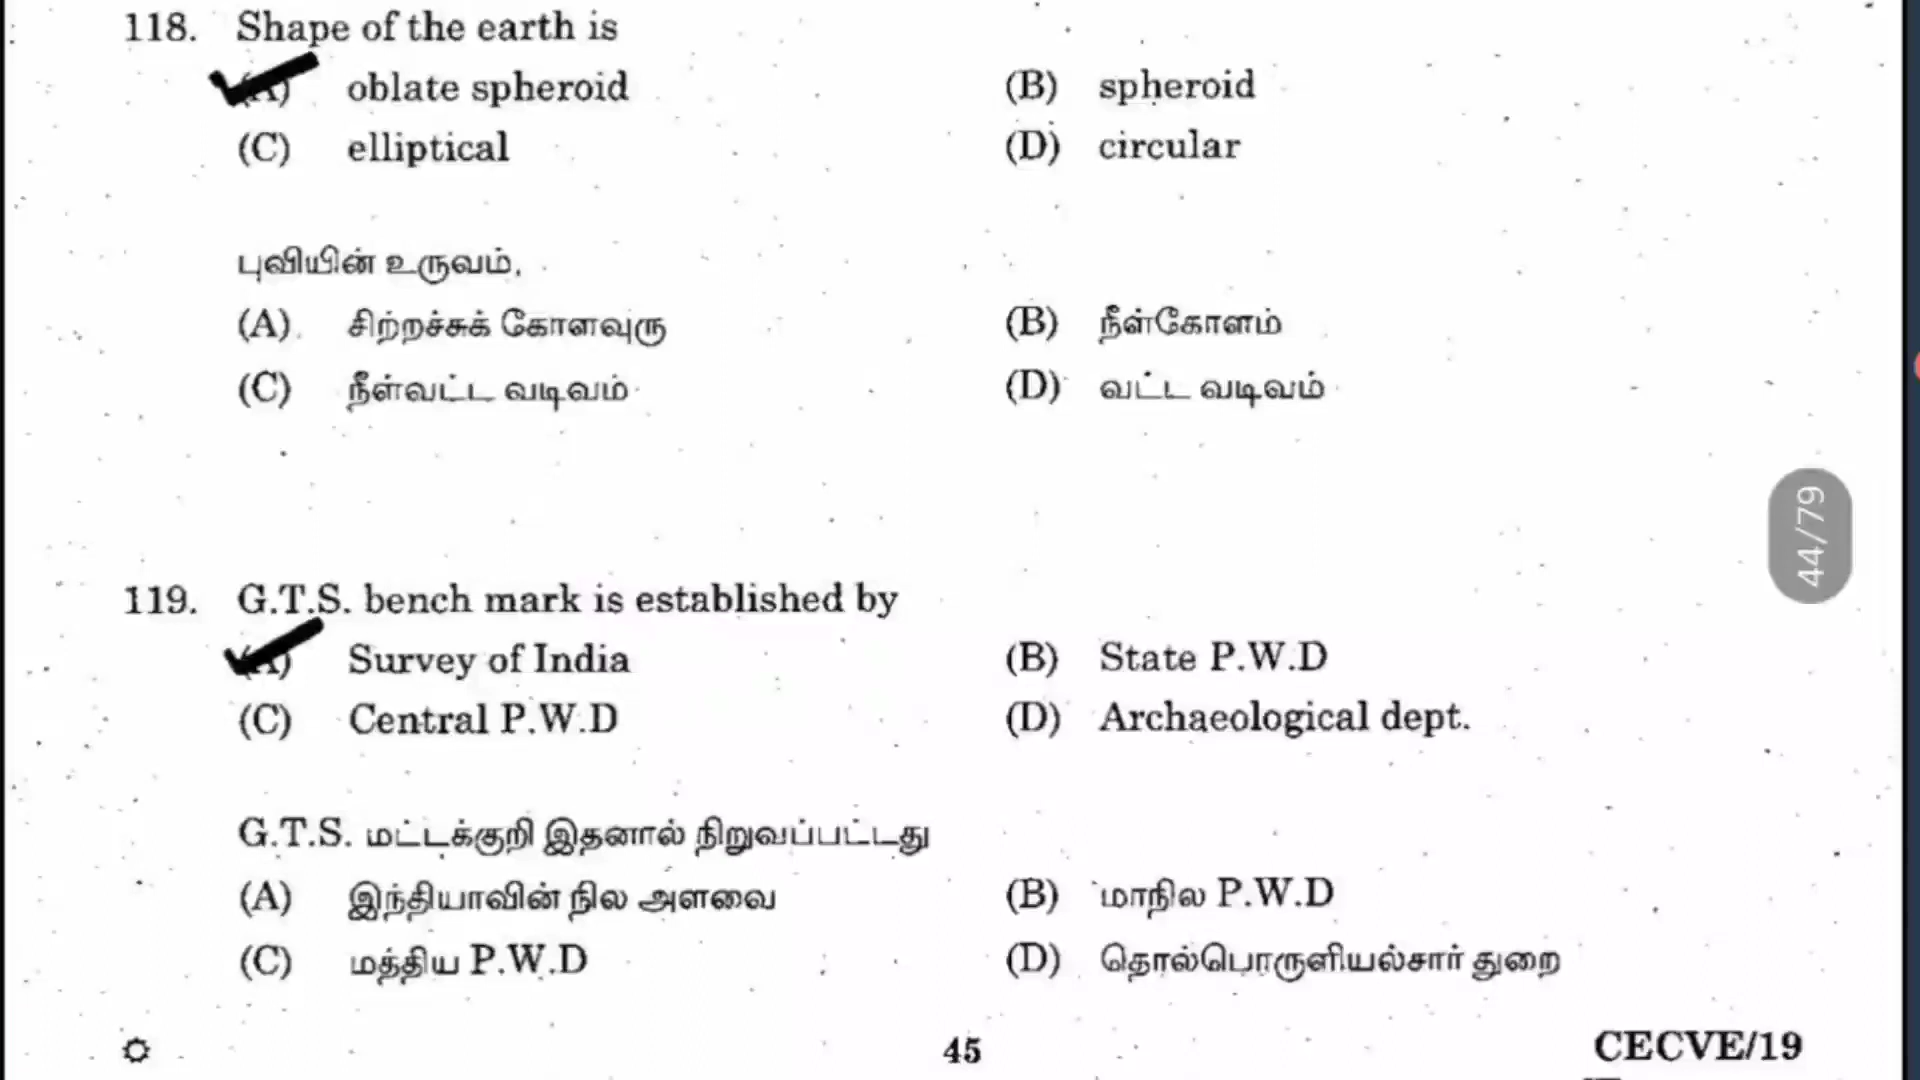 118. Shape of the earth is
(A) oblate spheroid (B) spheroid
(C) elliptical (D) circular
புவியின் உருவம்,
(A) சிற்றச்சுக் கோளவுரு (B) நீள்கோளம்
(C) நீள்வட்ட வடிவம் (D) வட்ட வடிவம்
44/79
119. G.T.S. bench mark is established by
(A) Survey of India (B) State P.W.D
(C) Central P.W.D (D) Archaeological dept.
G.T.S. மட்டக்குறி இதனால் நிறுவப்பட்டது
(A) இந்தியாவின் நில அளவை (B) மாநில P.W.D
(C) மத்திய P.W.D (D) தொல்பொருளியல்சார் துறை
45 CECVE/19